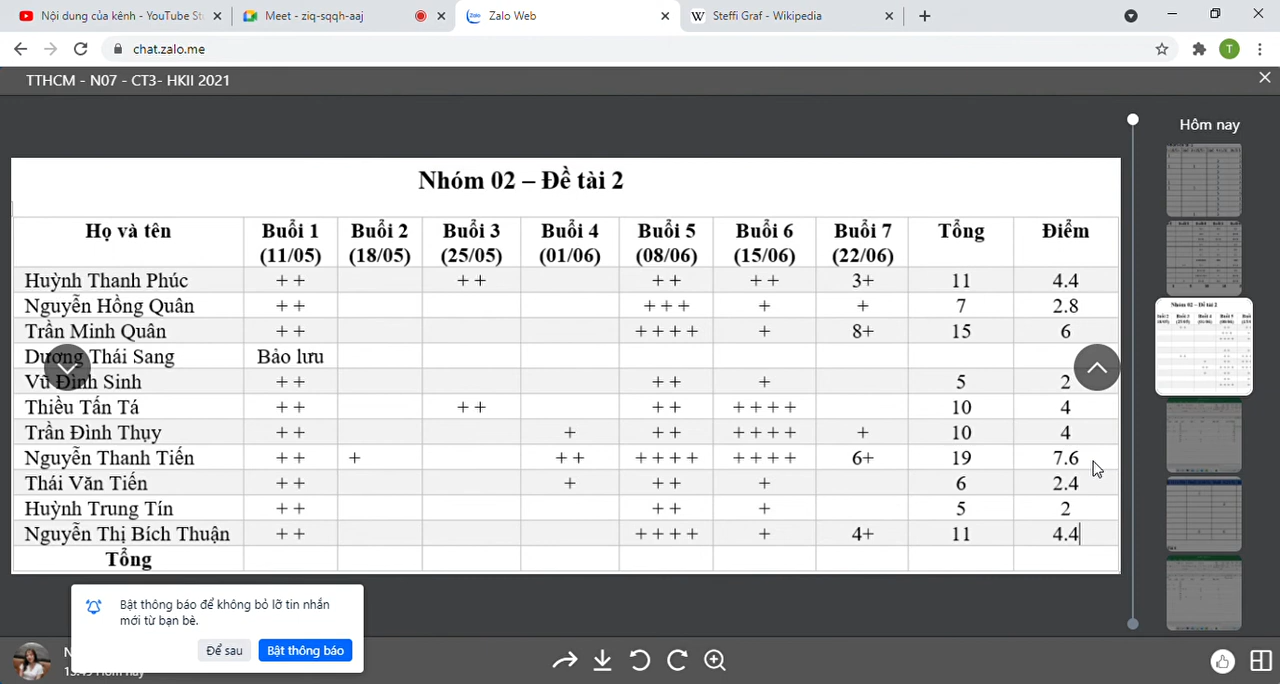 Nội dung của kênh - YouTube St
Meet - ziq-sqqh-aaj
Zalo Web
Steffi Graf - Wikipedia
chat.zalo.me
T
TTHCM - N07 - CT3- HKII 2021
Hôm nay
Nhóm 02 – Đề tài 2
Họ và tên Buổi 1 (11/05) Buổi 2 (18/05) Buổi 3 (25/05) Buổi 4 (01/06) Buổi 5 (08/06) Buổi 6 (15/06) Buổi 7 (22/06) Tổng Điểm
Huỳnh Thanh Phúc ++ ++ ++ ++ 3+ 11 4.4
Nguyễn Hồng Quân ++ +++ + + 7 2.8
Trần Minh Quân ++ ++++ + 8+ 15 6
Dương Thái Sang Bảo lưu
Vũ Đình Sinh ++ ++ + 5 2
Thiều Tấn Tá ++ ++ ++ ++++ 10 4
Trần Đình Thụy ++ + ++ ++++ + 10 4
Nguyễn Thanh Tiến ++ + ++ ++++ ++++ 6+ 19 7.6
Thái Văn Tiến ++ + ++ + 6 2.4
Huỳnh Trung Tín ++ ++ + 5 2
Nguyễn Thị Bích Thuận ++ ++++ + 4+ 11 4.4
Tổng
Bật thông báo để không bỏ lỡ tin nhắn
mới từ bạn bè.
Để sau
Bật thông báo